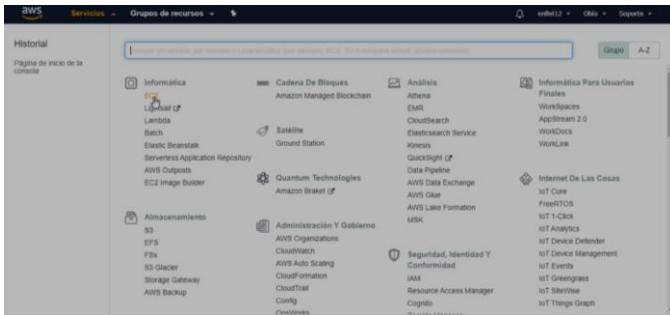 aws
Servicios
Grupos de recursos
Ohio
Soporte
Historial
Página de inicio de la consola
Grupo
A-Z
Informática
EC2
Lightsail
Lambda
Batch
Elastic Beanstalk
Serverless Application Repository
AWS Outposts
EC2 Image Builder
Almacenamiento
S3
EFS
FSx
S3 Glacier
Storage Gateway
AWS Backup
Cadena De Bloques
Amazon Managed Blockchain
Satélite
Ground Station
Quantum Technologies
Amazon Braket
Administración Y Gobierno
AWS Organizations
CloudWatch
AWS Auto Scaling
CloudFormation
CloudTrail
Config
OpsWorks
Análisis
Athena
EMR
CloudSearch
Elasticsearch Service
Kinesis
QuickSight
Data Pipeline
AWS Data Exchange
AWS Glue
AWS Lake Formation
MSK
Seguridad, Identidad Y
Conformidad
IAM
Resource Access Manager
Cognito
Informática Para Usuarios
Finales
WorkSpaces
AppStream 2.0
WorkDocs
WorkLink
Internet De Las Cosas
IoT Core
FreeRTOS
IoT 1-Click
IoT Analytics
IoT Device Defender
IoT Device Management
IoT Events
IoT Greengrass
IoT SiteWise
IoT Things Graph